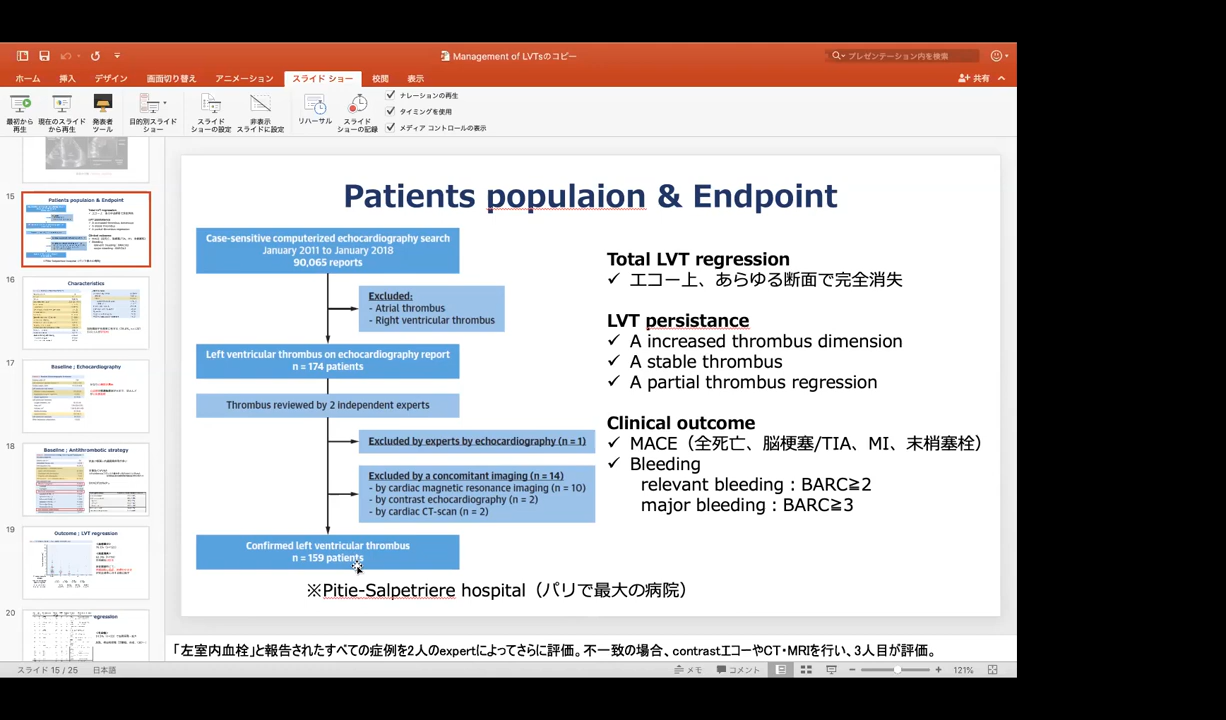 Management of LVTsのコピー
プレゼンテーション内を検索
ホーム 挿入 デザイン 画面切り替え アニメーション スライド ショー 校閲 表示
共有
最初から
再生
現在のスライド
から再生
発表者
ツール
目的別スライド
ショー
スライド
ショーの設定
非表示
スライドに設定
リハーサル
スライド
ショーの記録
ナレーションの再生
タイミングを使用
メディア コントロールの表示
15
Patients populaion & Endpoint
16
Characteristics
17
Baseline ; Echocardiography
18
Baseline ; Antithrombotic strategy
19
Outcome ; LVT regression
20
Patients populaion & Endpoint
Case-sensitive computerized echocardiography search
January 2011 to January 2018
90,065 reports
Excluded:
- Atrial thrombus
- Right ventricular thrombus
Left ventricular thrombus on echocardiography report
n = 174 patients
Thrombus reviewed by 2 independent experts
Excluded by experts by echocardiography (n = 1)
Excluded by a concomitant imaging (n = 14)
- by cardiac magnetic resonance imaging (n = 10)
- by contrast echocardiography (n = 2)
- by cardiac CT-scan (n = 2)
Confirmed left ventricular thrombus
n = 159 patients
※Pitie-Salpetriere hospital（パリで最大の病院）
Total LVT regression
✓ エコー上、あらゆる断面で完全消失
LVT persistance
✓ A increased thrombus dimension
✓ A stable thrombus
✓ A partial thrombus regression
Clinical outcome
✓ MACE（全死亡、脳梗塞/TIA、MI、末梢塞栓）
✓ Bleeding
relevant bleeding：BARC≧2
major bleeding：BARC≧3
「左室内血栓」と報告されたすべての症例を2人のexpertによってさらに評価。不一致の場合、contrastエコーやCT・MRIを行い、3人目が評価。
スライド 15 / 25 日本語
メモ コメント 121%